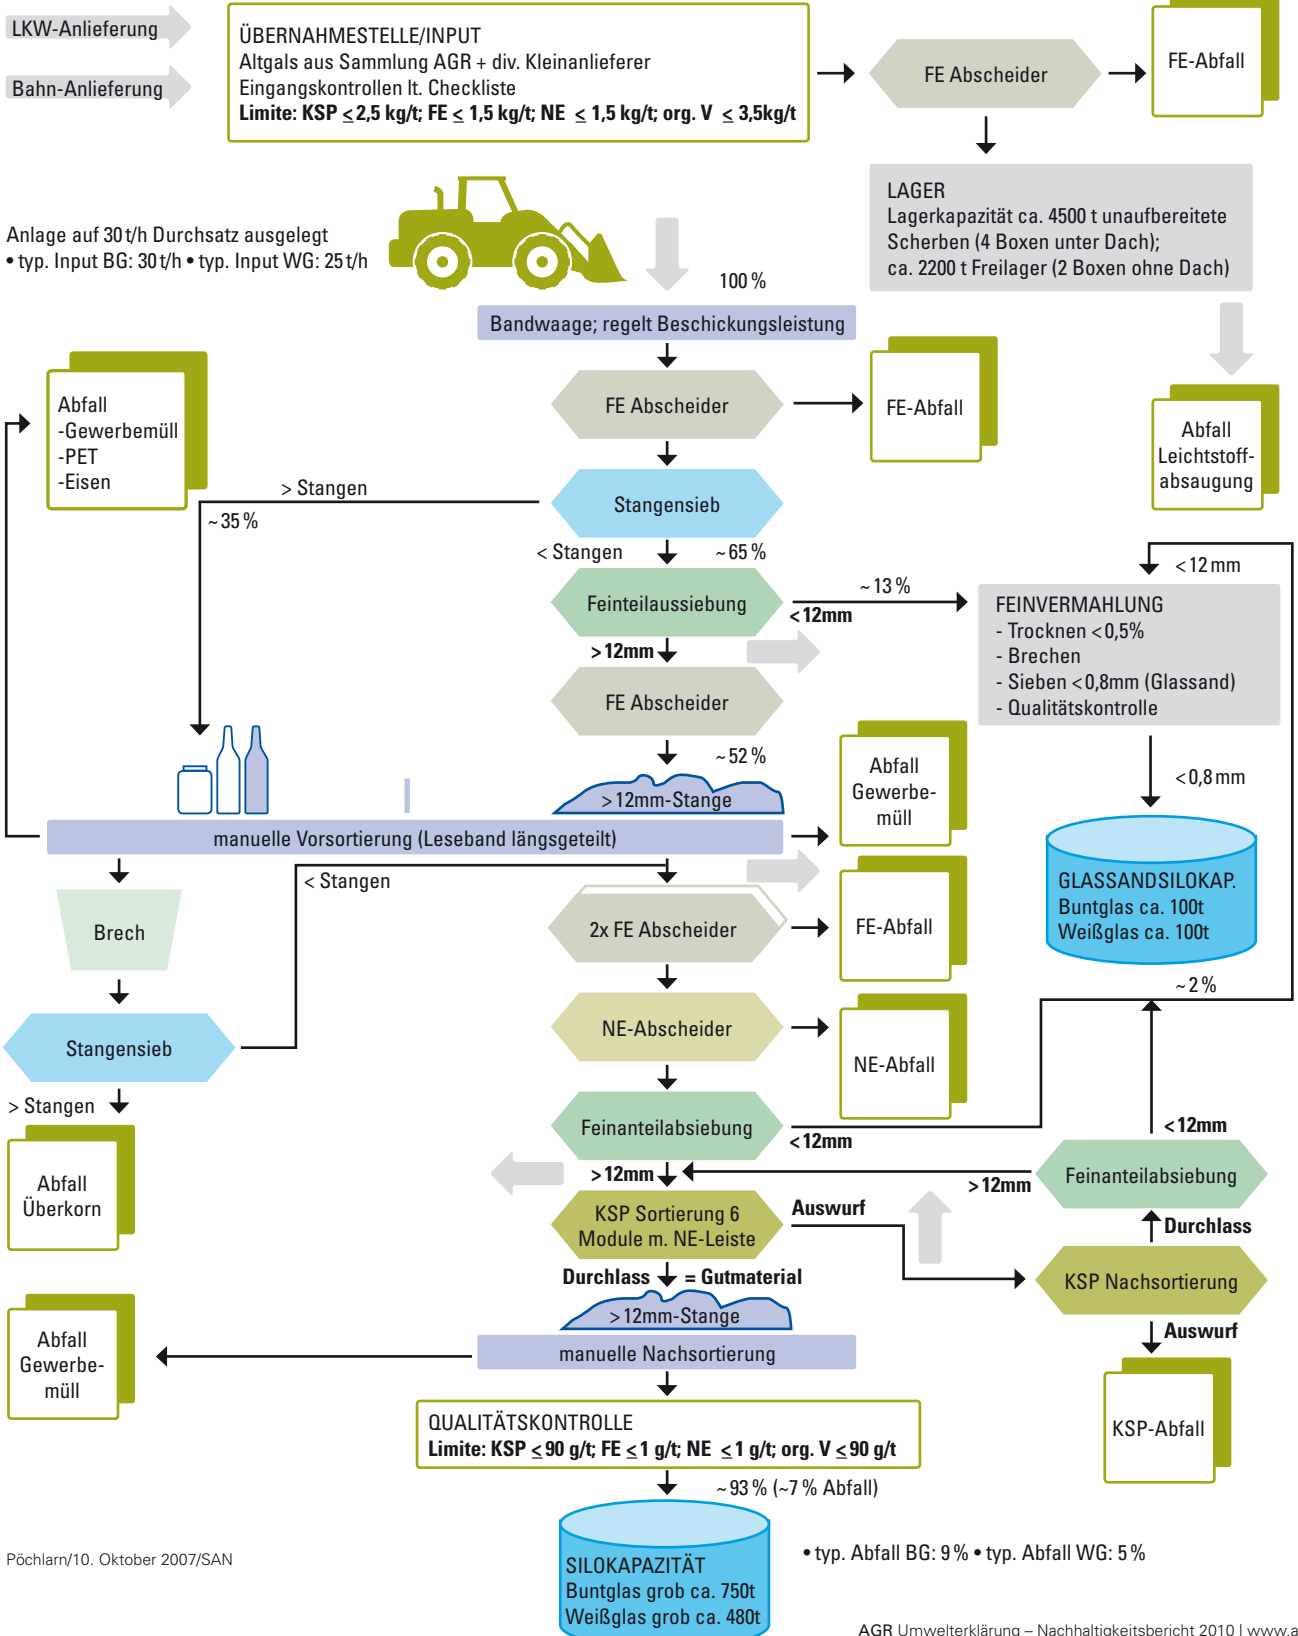 LKW-Anlieferung
Bahn-Anlieferung
ÜBERNAHMESTELLE/INPUT
Altgals aus Sammlung AGR + div. Kleinanlieferer
Eingangskontrollen lt. Checkliste
Limite: KSP ≤ 2,5 kg/t; FE ≤ 1,5 kg/t; NE ≤ 1,5 kg/t; org. V ≤ 3,5kg/t
FE Abscheider
FE-Abfall
LAGER
Lagerkapazität ca. 4500 t unaufbereitete
Scherben (4 Boxen unter Dach);
ca. 2200 t Freilager (2 Boxen ohne Dach)
Anlage auf 30 t/h Durchsatz ausgelegt
• typ. Input BG: 30 t/h • typ. Input WG: 25 t/h
100 %
Bandwaage; regelt Beschickungsleistung
FE Abscheider
FE-Abfall
Abfall
Leichtstoff-
absaugung
Abfall
-Gewerbemüll
-PET
-Eisen
> Stangen
~ 35 %
Stangensieb
< Stangen
~ 65 %
Feinteilaussiebung
~ 13 %
<12mm
>12mm
< 12 mm
FEINVERMAHLUNG
- Trocknen <0,5%
- Brechen
- Sieben <0,8mm (Glassand)
- Qualitätskontrolle
FE Abscheider
~ 52 %
>12mm-Stange
Abfall
Gewerbe-
müll
<0,8 mm
manuelle Vorsortierung (Leseband längsgeteilt)
< Stangen
Brech
2x FE Abscheider
FE-Abfall
GLASSANDSILOKAP.
Buntglas ca. 100t
Weißglas ca. 100t
~ 2 %
Stangensieb
NE-Abscheider
NE-Abfall
> Stangen
Abfall
Überkorn
Feinanteilabsiebung
<12mm
>12mm
<12mm
Feinanteilabsiebung
>12mm
KSP Sortierung 6
Module m. NE-Leiste
Auswurf
Durchlass
KSP Nachsortierung
Auswurf
KSP-Abfall
Durchlass = Gutmaterial
>12mm-Stange
manuelle Nachsortierung
Abfall
Gewerbe-
müll
QUALITÄTSKONTROLLE
Limite: KSP ≤ 90 g/t; FE ≤ 1 g/t; NE ≤ 1 g/t; org. V ≤ 90 g/t
~ 93 % (~7 % Abfall)
SILOKAPAZITÄT
Buntglas grob ca. 750t
Weißglas grob ca. 480t
• typ. Abfall BG: 9 % • typ. Abfall WG: 5 %
Pöchlarn/10. Oktober 2007/SAN
AGR Umwelterklärung – Nachhaltigkeitsbericht 2010 | www.a